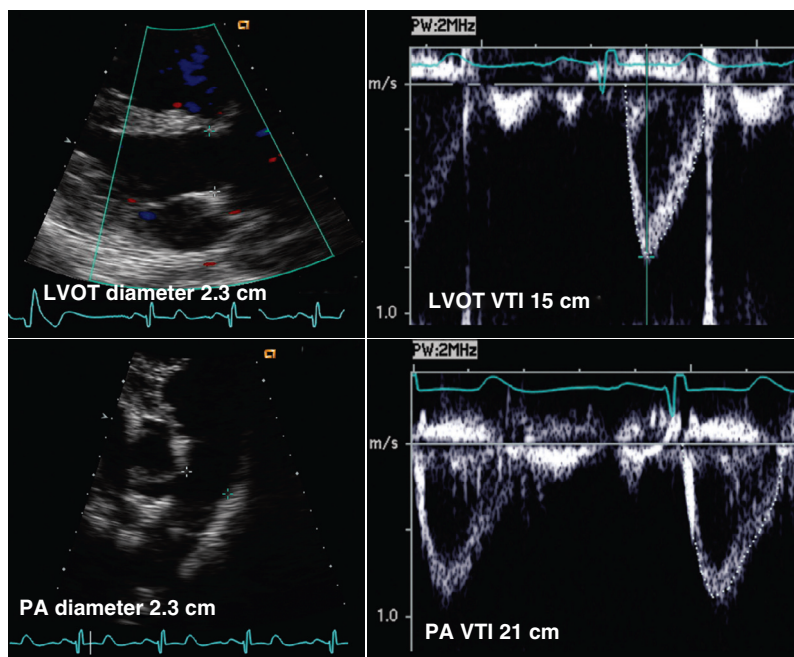 PW:2MHz
m/s
1.0
LVOT diameter 2.3 cm
LVOT VTI 15 cm
PW:2MHz
m/s
1.0
PA diameter 2.3 cm
PA VTI 21 cm